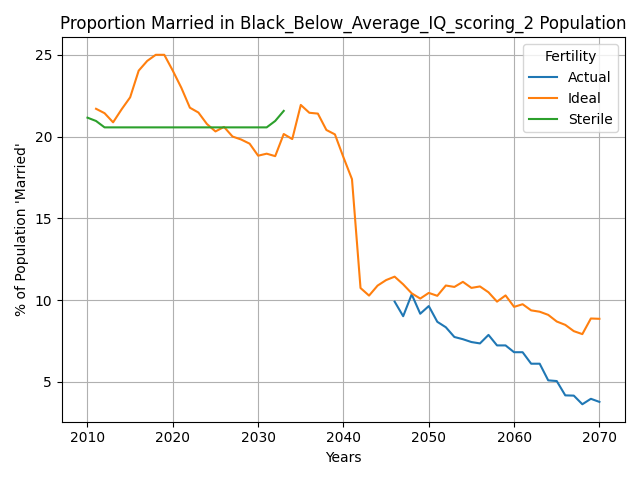 Proportion Married in Black_Below_Average_IQ_scoring_2 Population
Fertility
Actual
Ideal
Sterile
25
20
15
10
5
% of Population 'Married'
2010 2020 2030 2040 2050 2060 2070
Years